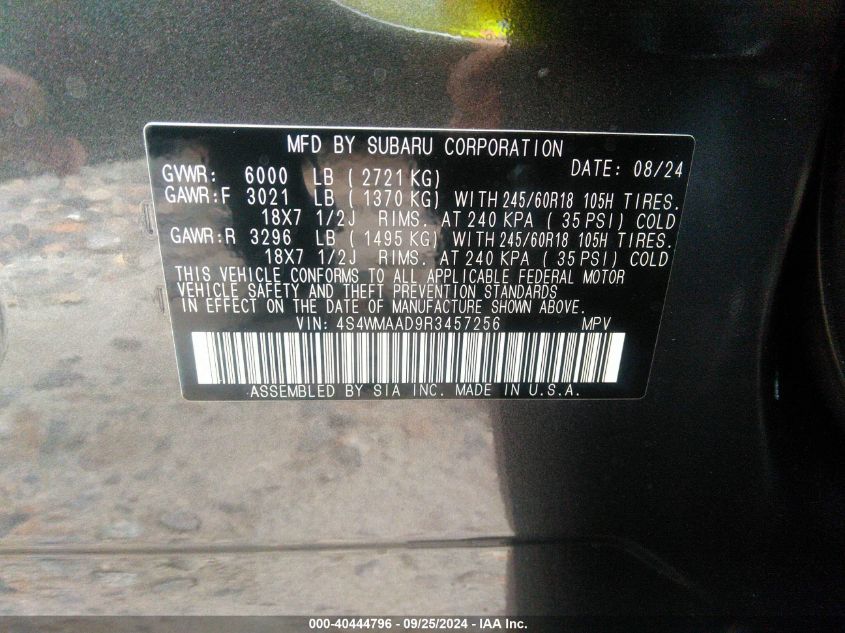 MFD BY SUBARU CORPORATION
DATE: 08/24
GVWR: 6000 LB ( 2721 KG)
GAWR:F 3021 LB ( 1370 KG) WITH 245/60R18 105H TIRES.
18X7 1/2J RIMS. AT 240 KPA ( 35 PSI) COLD
GAWR:R 3296 LB ( 1495 KG) WITH 245/60R18 105H TIRES.
18X7 1/2J RIMS. AT 240 KPA ( 35 PSI) COLD
THIS VEHICLE CONFORMS TO ALL APPLICABLE FEDERAL MOTOR
VEHICLE SAFETY AND THEFT PREVENTION STANDARDS
IN EFFECT ON THE DATE OF MANUFACTURE SHOWN ABOVE.
VIN: 4S4WMAAD9R3457256 MPV
ASSEMBLED BY SIA INC. MADE IN U.S.A.
000-40444796 - 09/25/2024 - IAA Inc.